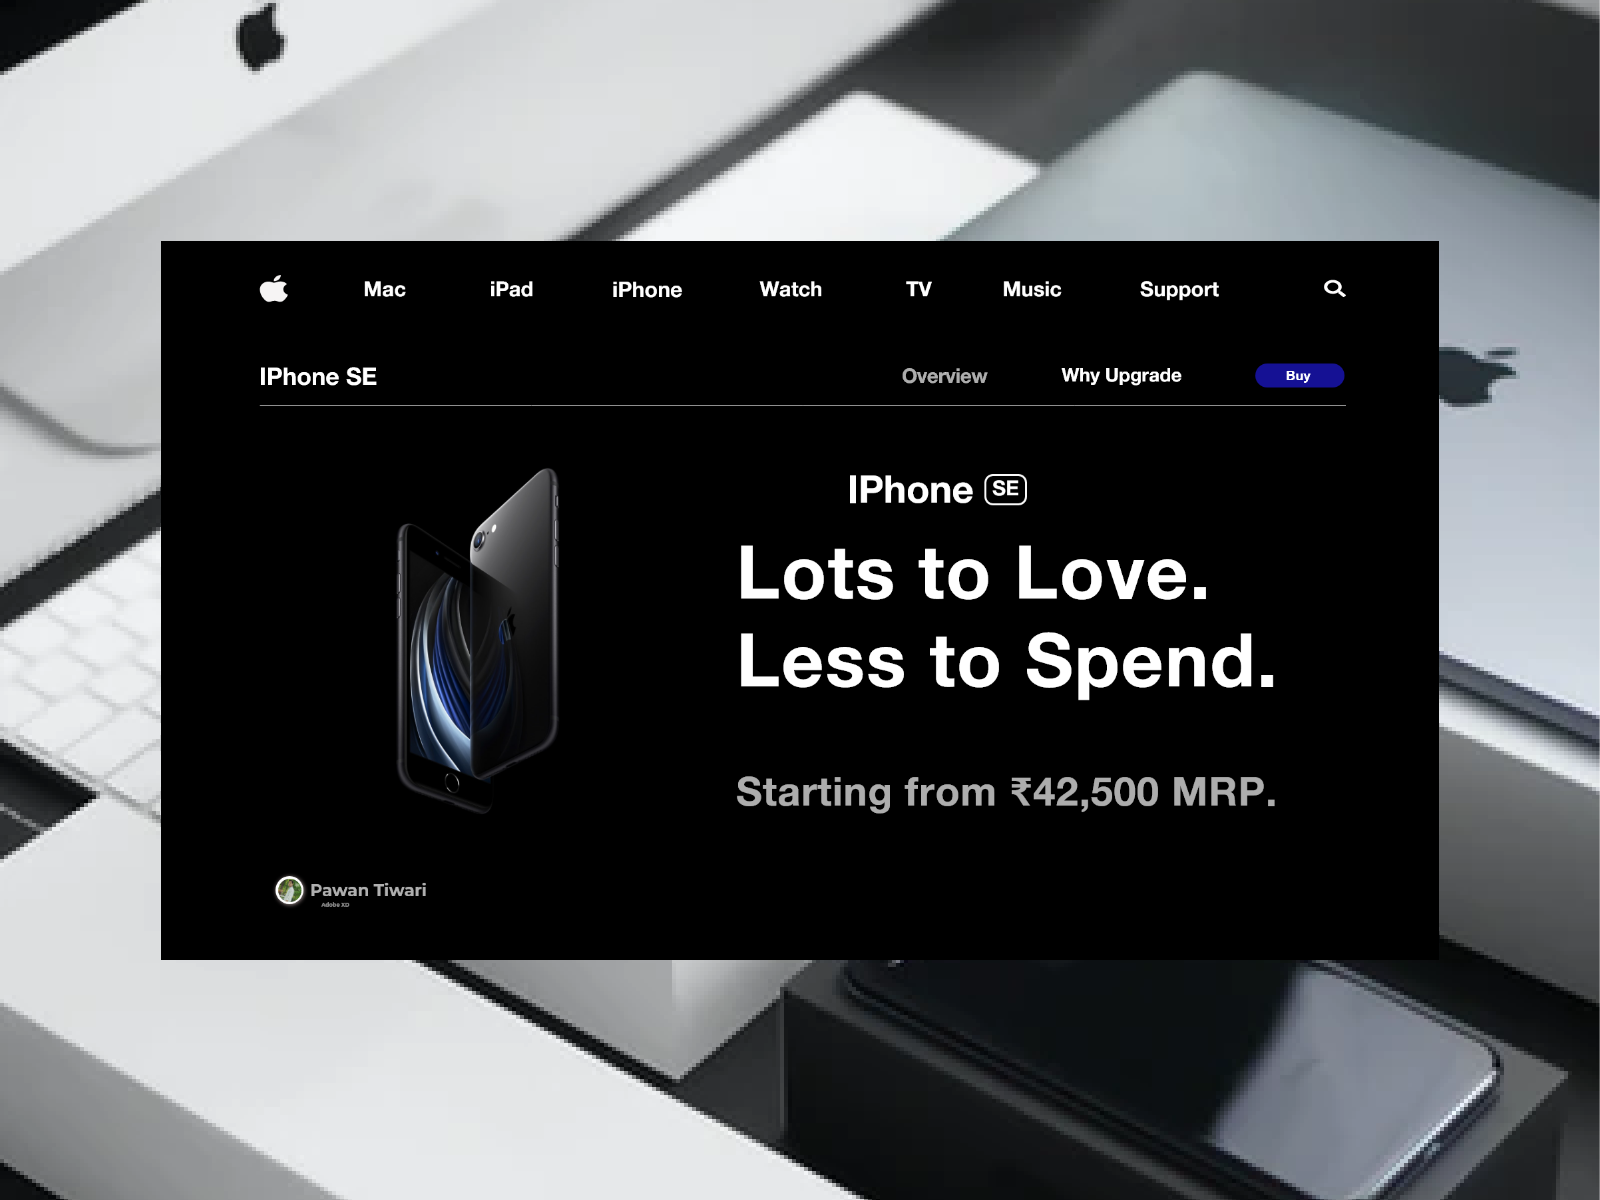 Mac iPad iPhone Watch TV Music Support
IPhone SE Overview Why Upgrade Buy
IPhone SE
Lots to Love.
Less to Spend.
Starting from ₹42,500 MRP.
Pawan Tiwari
Adobe XD